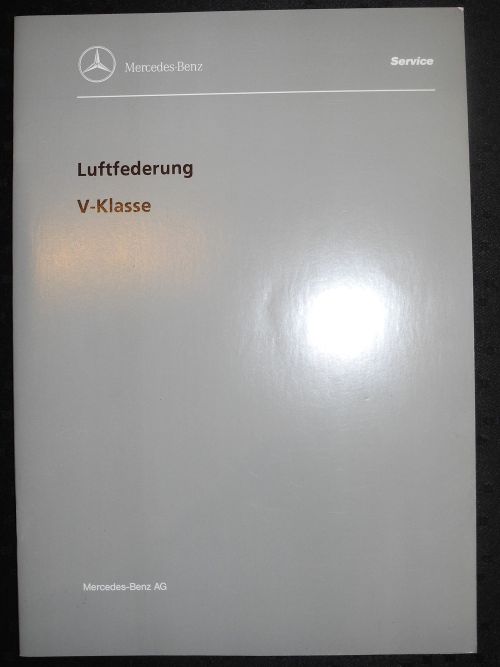 Mercedes-Benz
Service
Luftfederung
V-Klasse
Mercedes-Benz AG